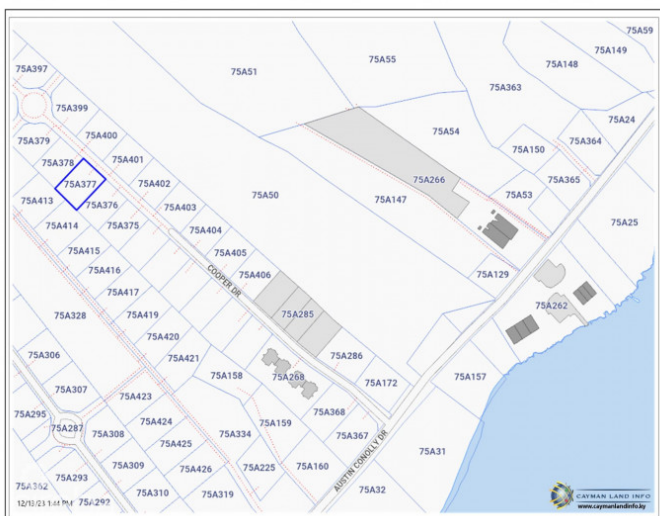 75A59
75A149
75A148
75A55
75A397
75A51
75A363
75A399
75A24
75A379
75A400
75A54
75A364
75A150
75A378
75A401
75A266
75A365
75A377
75A402
75A53
75A413
75A376
75A50
75A147
75A403
75A25
75A414
75A375
75A404
75A415
75A405
75A416
75A406
75A129
COOPER DR
75A417
75A262
75A328
75A419
75A285
75A420
75A286
75A306
75A421
75A158
75A268
75A172
75A157
75A307
75A423
75A159
75A368
75A295
75A287
75A308
75A424
75A334
75A367
75A425
75A31
75A293
75A309
75A426
75A225
75A160
AUSTIN CONOLLY DR
75A362
75A292
75A310
75A319
75A32
12/13/23 1:44 PM
CAYMAN LAND INFO
www.caymanlandinfo.ky